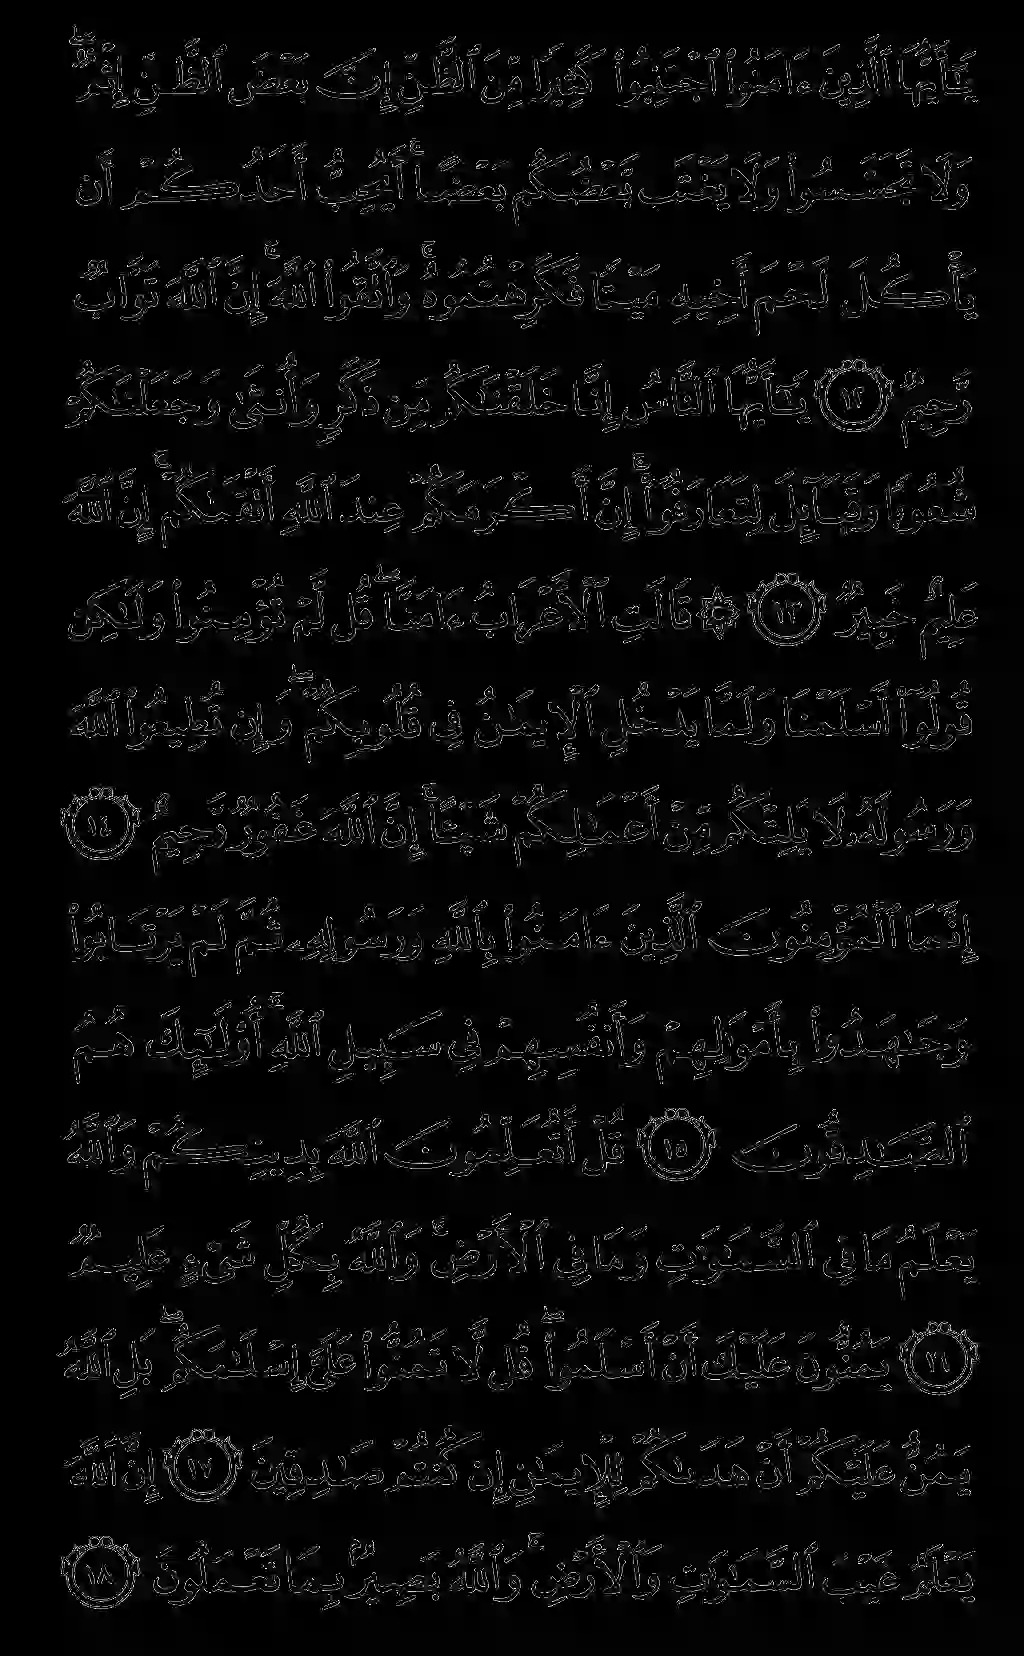 يَـٰٓأَيُّهَا ٱلَّذِينَ ءَامَنُوا۟ ٱجْتَنِبُوا۟ كَثِيرًا مِّنَ ٱلظَّنِّ إِنَّ بَعْضَ ٱلظَّنِّ إِثْمٌ ۖ
وَلَا تَجَسَّسُوا۟ وَلَا يَغْتَب بَّعْضُكُم بَعْضًا ۚ أَيُحِبُّ أَحَدُكُمْ أَن
يَأْكُلَ لَحْمَ أَخِيهِ مَيْتًا فَكَرِهْتُمُوهُ ۚ وَٱتَّقُوا۟ ٱللَّهَ ۚ إِنَّ ٱللَّهَ تَوَّابٌ
رَّحِيمٌ ١٢ يَـٰٓأَيُّهَا ٱلنَّاسُ إِنَّا خَلَقْنَـٰكُم مِّن ذَكَرٍ وَأُنثَىٰ وَجَعَلْنَـٰكُمْ
شُعُوبًا وَقَبَآئِلَ لِتَعَارَفُوٓا۟ ۚ إِنَّ أَكْرَمَكُمْ عِندَ ٱللَّهِ أَتْقَىٰكُمْ ۚ إِنَّ ٱللَّهَ
عَلِيمٌ خَبِيرٌ ١٣ ۞ قَالَتِ ٱلْأَعْرَابُ ءَامَنَّا ۖ قُل لَّمْ تُؤْمِنُوا۟ وَلَـٰكِن
قُولُوٓا۟ أَسْلَمْنَا وَلَمَّا يَدْخُلِ ٱلْإِيمَـٰنُ فِى قُلُوبِكُمْ ۖ وَإِن تُطِيعُوا۟ ٱللَّهَ
وَرَسُولَهُۥ لَا يَلِتْكُم مِّنْ أَعْمَـٰلِكُمْ شَيْـًٔا ۚ إِنَّ ٱللَّهَ غَفُورٌ رَّحِيمٌ ١٤
إِنَّمَا ٱلْمُؤْمِنُونَ ٱلَّذِينَ ءَامَنُوا۟ بِٱللَّهِ وَرَسُولِهِۦ ثُمَّ لَمْ يَرْتَابُوا۟
وَجَـٰهَدُوا۟ بِأَمْوَٰلِهِمْ وَأَنفُسِهِمْ فِى سَبِيلِ ٱللَّهِ ۚ أُو۟لَـٰٓئِكَ هُمُ
ٱلصَّـٰدِقُونَ ١٥ قُلْ أَتُعَلِّمُونَ ٱللَّهَ بِدِينِكُمْ وَٱللَّهُ
يَعْلَمُ مَا فِى ٱلسَّمَـٰوَٰتِ وَمَا فِى ٱلْأَرْضِ ۚ وَٱللَّهُ بِكُلِّ شَىْءٍ عَلِيمٌ
١٦ يَمُنُّونَ عَلَيْكَ أَنْ أَسْلَمُوا۟ ۖ قُل لَّا تَمُنُّوا۟ عَلَىَّ إِسْلَـٰمَكُم ۖ بَلِ ٱللَّهُ
يَمُنُّ عَلَيْكُمْ أَنْ هَدَىٰكُمْ لِلْإِيمَـٰنِ إِن كُنتُمْ صَـٰدِقِينَ ١٧ إِنَّ ٱللَّهَ
يَعْلَمُ غَيْبَ ٱلسَّمَـٰوَٰتِ وَٱلْأَرْضِ ۚ وَٱللَّهُ بَصِيرٌۢ بِمَا تَعْمَلُونَ ١٨